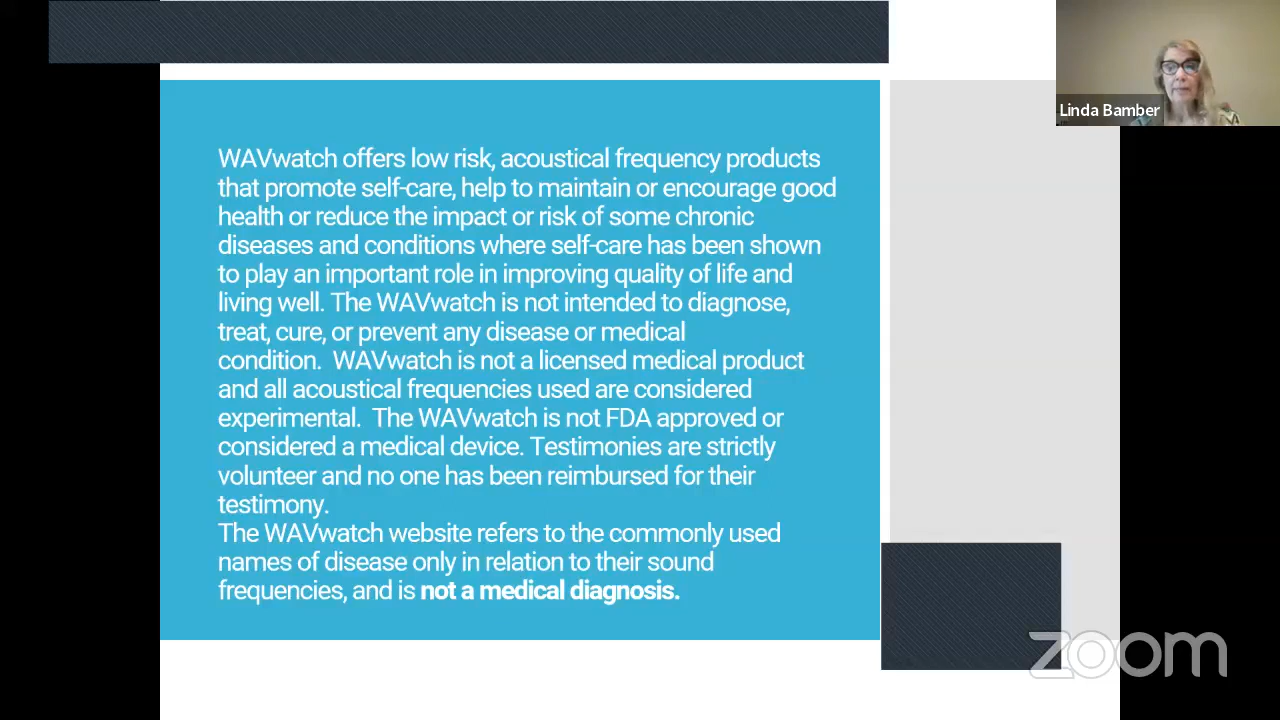 Linda Bamber
WAVwatch offers low risk, acoustical frequency products
that promote self-care, help to maintain or encourage good
health or reduce the impact or risk of some chronic
diseases and conditions where self-care has been shown
to play an important role in improving quality of life and
living well. The WAVwatch is not intended to diagnose,
treat, cure, or prevent any disease or medical
condition.  WAVwatch is not a licensed medical product
and all acoustical frequencies used are considered
experimental.  The WAVwatch is not FDA approved or
considered a medical device. Testimonies are strictly
volunteer and no one has been reimbursed for their
testimony.
The WAVwatch website refers to the commonly used
names of disease only in relation to their sound
frequencies, and is not a medical diagnosis.
zoom